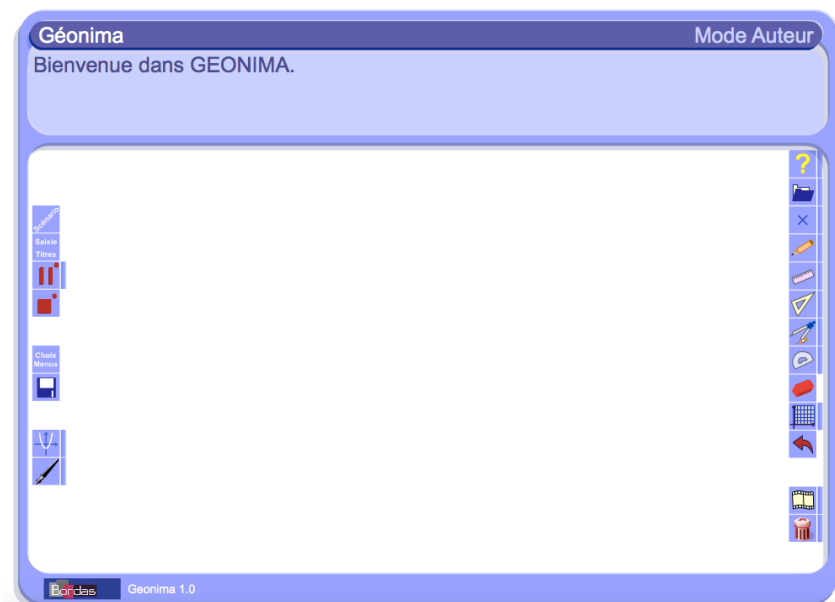 Géonima
Mode Auteur
Bienvenue dans GEONIMA.
?
Scénario
Saisie
Titres
Choix
Menus
Bordas
Geonima 1.0